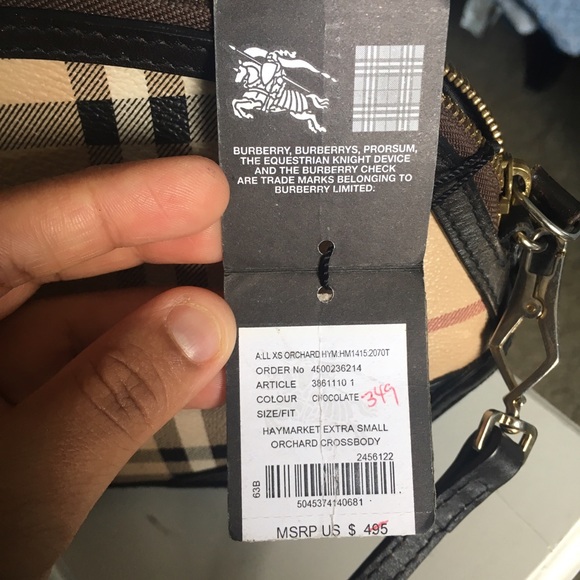 BURBERRY, BURBERRYS, PRORSUM,
THE EQUESTRIAN KNIGHT DEVICE
AND THE BURBERRY CHECK
ARE TRADE MARKS BELONGING TO
BURBERRY LIMITED.
A:LL XS ORCHARD HYM:HM1415:2070T
ORDER No 4500236214
ARTICLE 3861110 1
COLOUR CHOCOLATE 349
SIZE/FIT
HAYMARKET EXTRA SMALL
ORCHARD CROSSBODY
2456122
63B
5045374140681
MSRP US $ 495